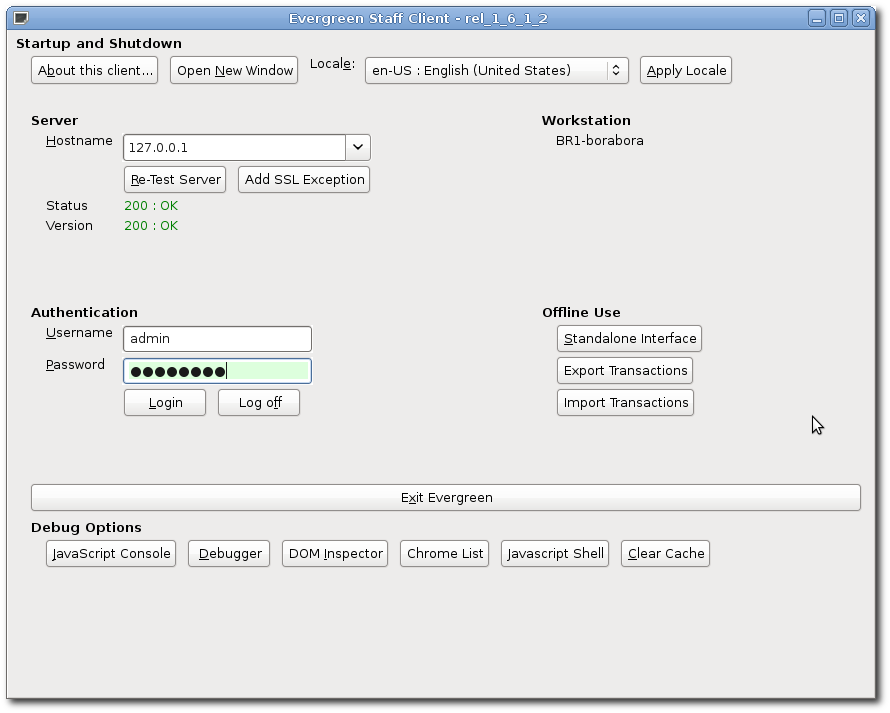 Evergreen Staff Client - rel_1_6_1_2
Startup and Shutdown
About this client... Open New Window Locale: en-US : English (United States) Apply Locale
Server Workstation
Hostname 127.0.0.1 BR1-borabora
Re-Test Server Add SSL Exception
Status 200 : OK
Version 200 : OK
Authentication Offline Use
Username admin Standalone Interface
Password ●●●●●●●● Export Transactions
Login Log off Import Transactions
Exit Evergreen
Debug Options
JavaScript Console Debugger DOM Inspector Chrome List Javascript Shell Clear Cache